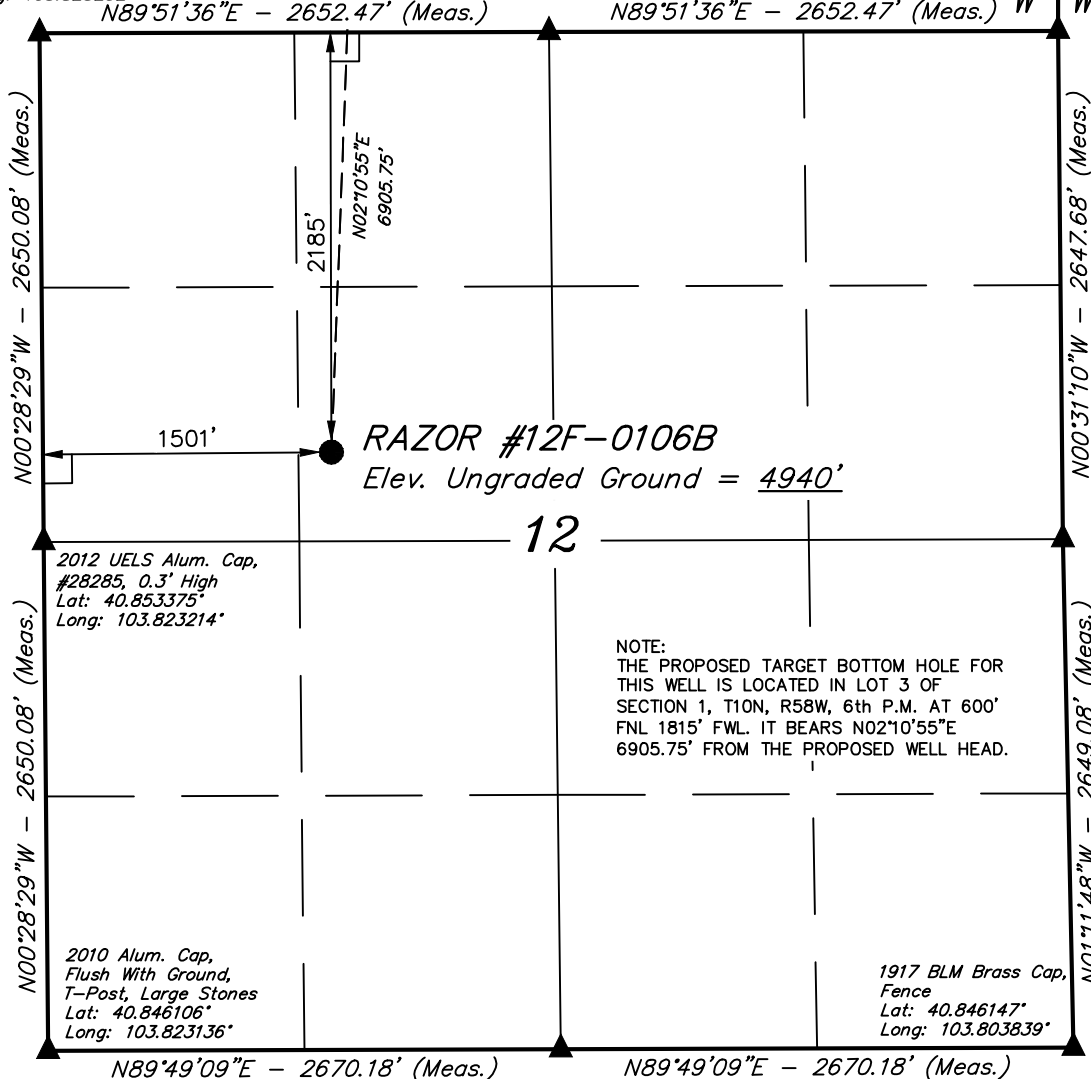 N89°51'36"E - 2652.47' (Meas.)
N89°51'36"E - 2652.47' (Meas.)
W
W
N00°28'29"W - 2650.08' (Meas.)
N02°10'55"E
6905.75'
2185'
N00°31'10"W - 2647.68' (Meas.)
1501'
RAZOR #12F-0106B
Elev. Ungraded Ground = 4940'
12
2012 UELS Alum. Cap,
#28285, 0.3' High
Lat: 40.853375°
Long: 103.823214°
NOTE:
THE PROPOSED TARGET BOTTOM HOLE FOR
THIS WELL IS LOCATED IN LOT 3 OF
SECTION 1, T10N, R58W, 6th P.M. AT 600'
FNL 1815' FWL. IT BEARS N02°10'55"E
6905.75' FROM THE PROPOSED WELL HEAD.
N00°28'29"W - 2650.08' (Meas.)
N01°11'48"W - 2649.08' (Meas.)
2010 Alum. Cap,
Flush With Ground,
T-Post, Large Stones
Lat: 40.846106°
Long: 103.823136°
1917 BLM Brass Cap,
Fence
Lat: 40.846147°
Long: 103.803839°
N89°49'09"E - 2670.18' (Meas.)
N89°49'09"E - 2670.18' (Meas.)